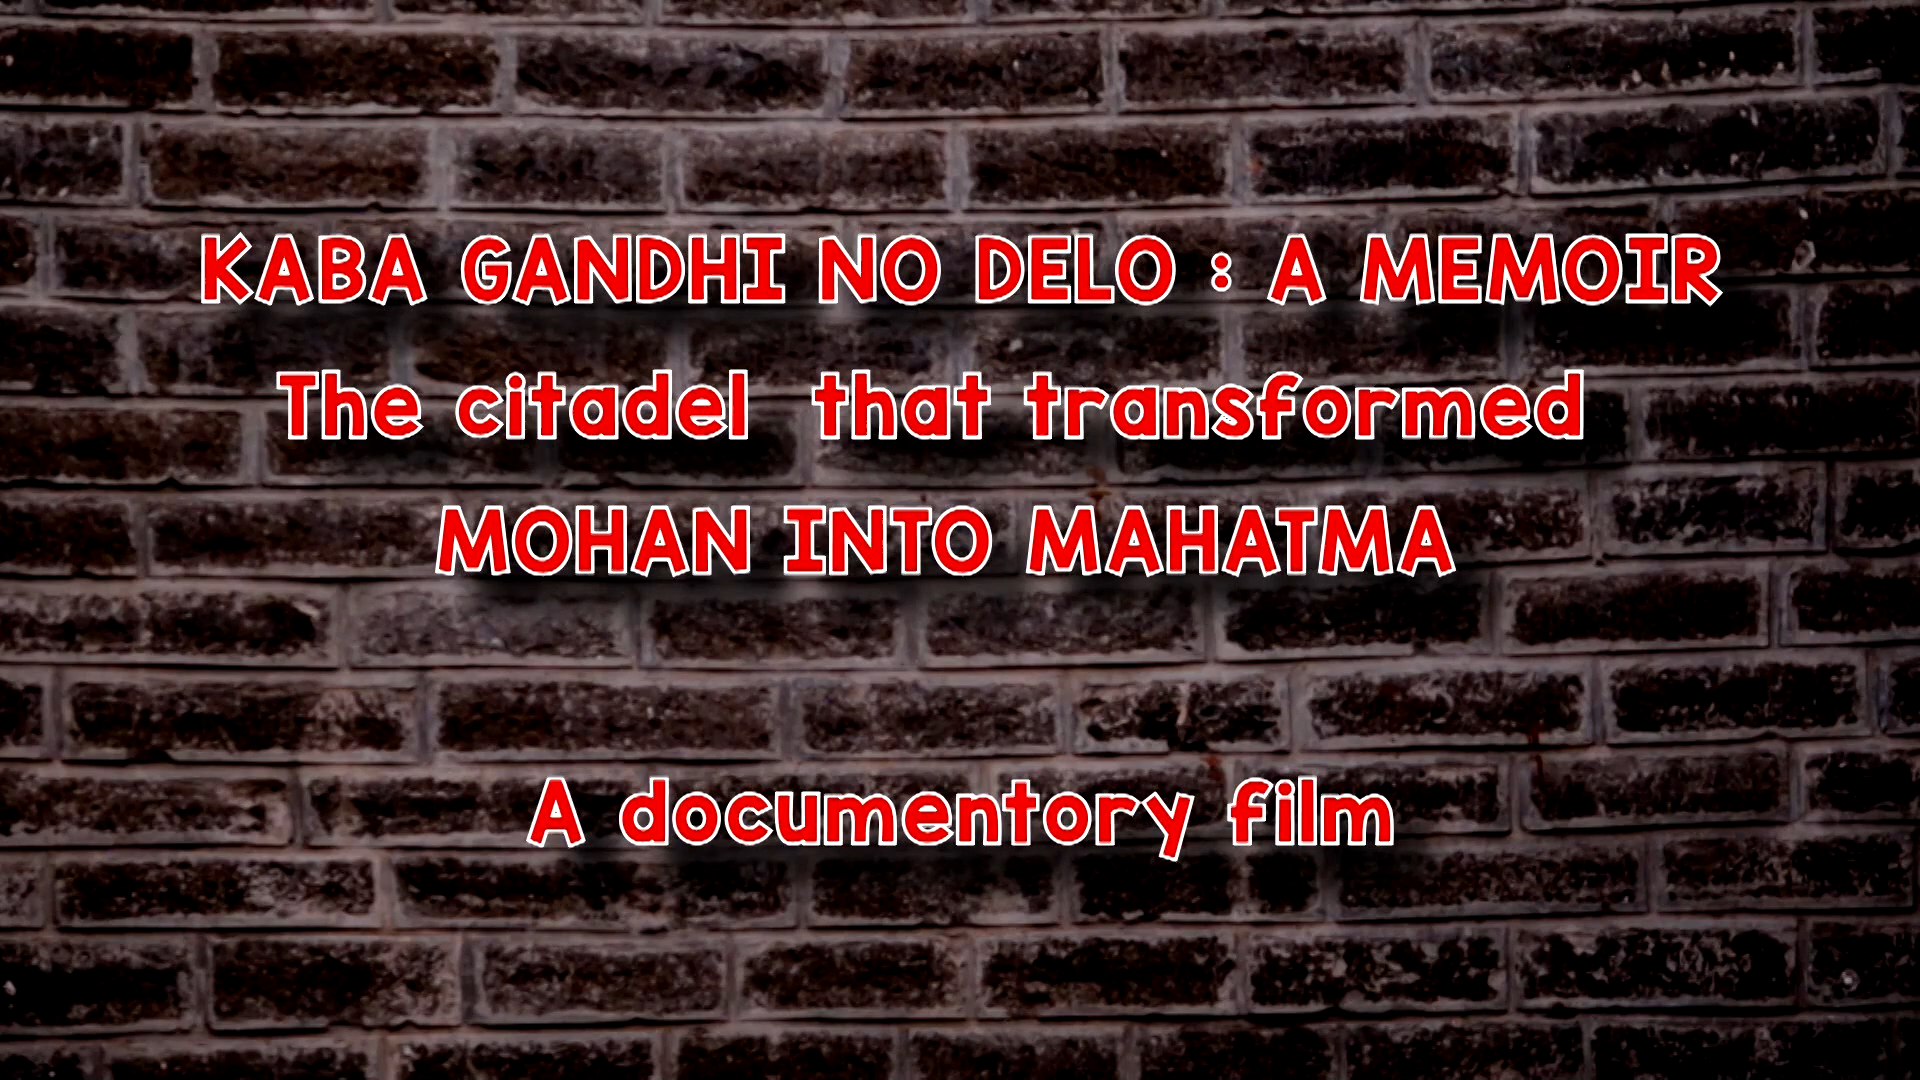 KABA GANDHI NO DELO : A MEMOIR
The citadel  that transformed
MOHAN INTO MAHATMA
A documentory film